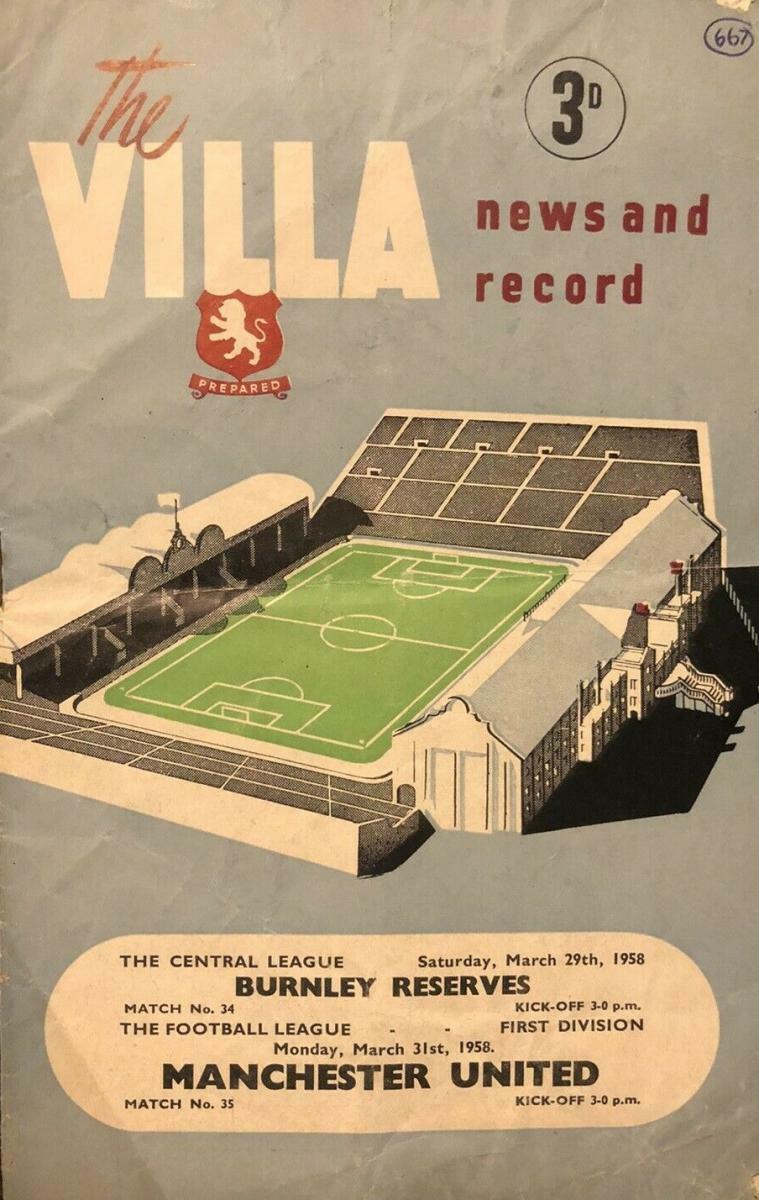 667
The
3D
VILLA
news and
record
PREPARED
THE CENTRAL LEAGUE Saturday, March 29th, 1958
BURNLEY RESERVES
MATCH No. 34 KICK-OFF 3-0 p.m.
THE FOOTBALL LEAGUE - - FIRST DIVISION
Monday, March 31st, 1958.
MANCHESTER UNITED
MATCH No. 35 KICK-OFF 3-0 p.m.